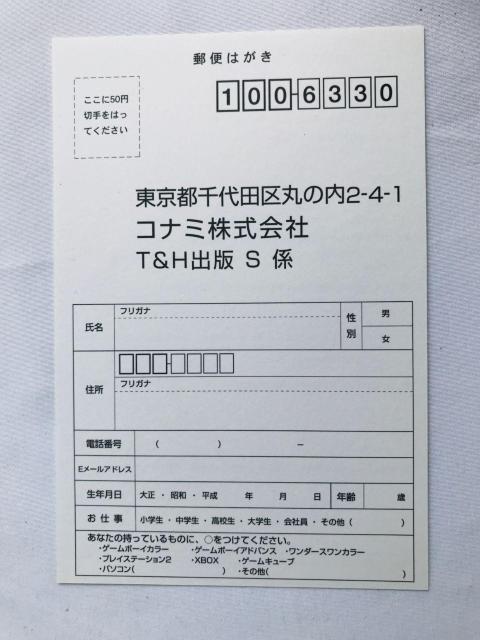 郵便はがき
ここに50円
切手をはっ
てください
100-6330
東京都千代田区丸の内2-4-1
コナミ株式会社
T&H出版 S 係
氏名
フリガナ
性別
男
女
住所
フリガナ
電話番号 ( ) −
Eメールアドレス
生年月日 大正・昭和・平成 年 月 日 年齢 歳
お仕事 小学生・中学生・高校生・大学生・会社員・その他( )
あなたの持っているものに、○をつけてください。
・ゲームボーイカラー ・ゲームボーイアドバンス ・ワンダースワンカラー
・プレイステーション2 ・XBOX ・ゲームキューブ
・パソコン( ) ・その他( )